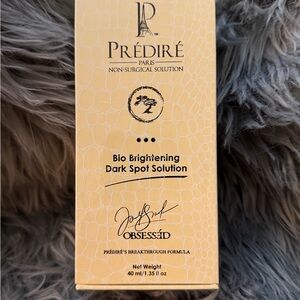 PRÉDIRÉ
PARIS
NON-SURGICAL SOLUTION
Bio Brightening
Dark Spot Solution
OBSESSĒD
PRÉDIRÉ'S BREAKTHROUGH FORMULA
Net Weight
40 ml/1.35 fl oz